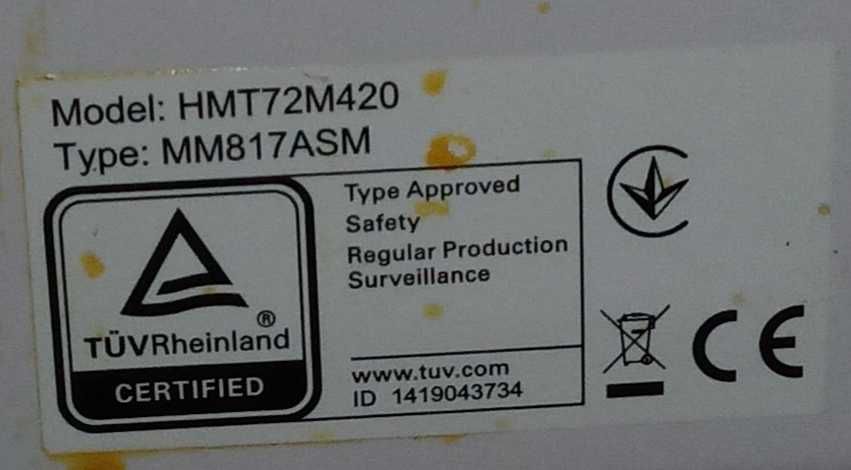 Model: HMT72M420
Type: MM817ASM
Type Approved
Safety
Regular Production
Surveillance
www.tuv.com
ID 1419043734
®
TÜVRheinland
CERTIFIED
CE